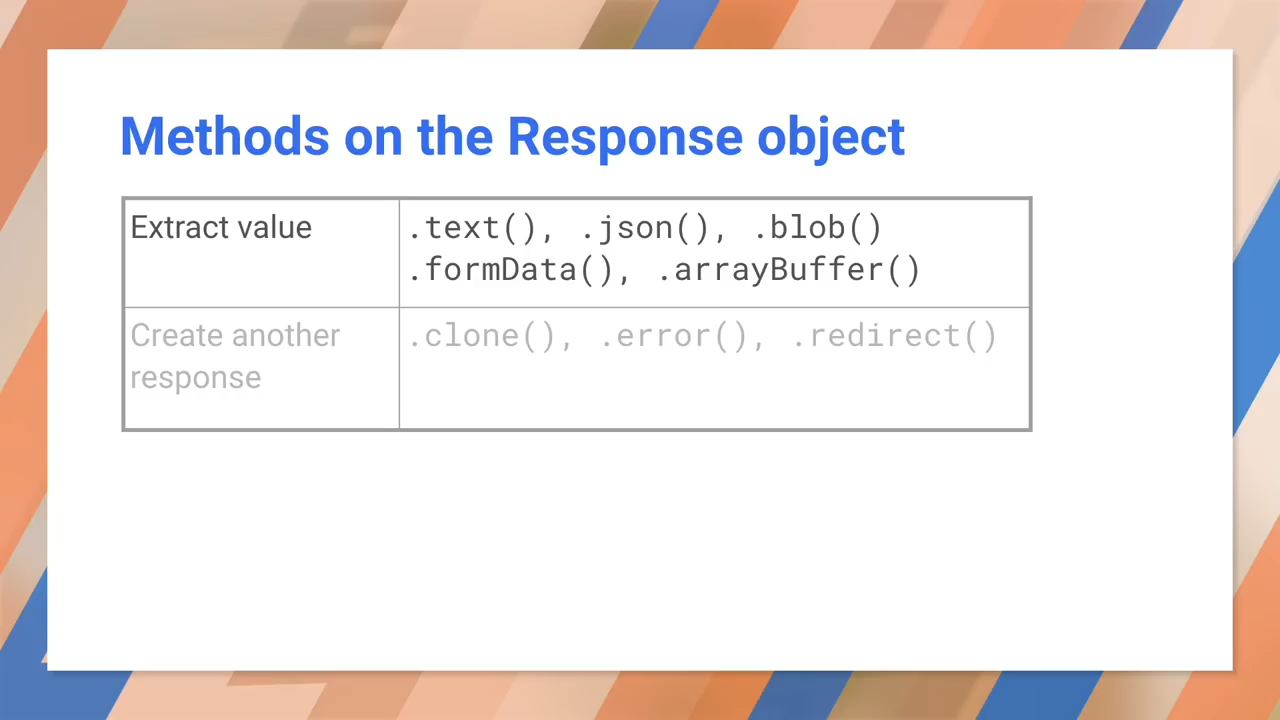 Methods on the Response object
Extract value
.text(), .json(), .blob()
.formData(), .arrayBuffer()
Create another
response
.clone(), .error(), .redirect()